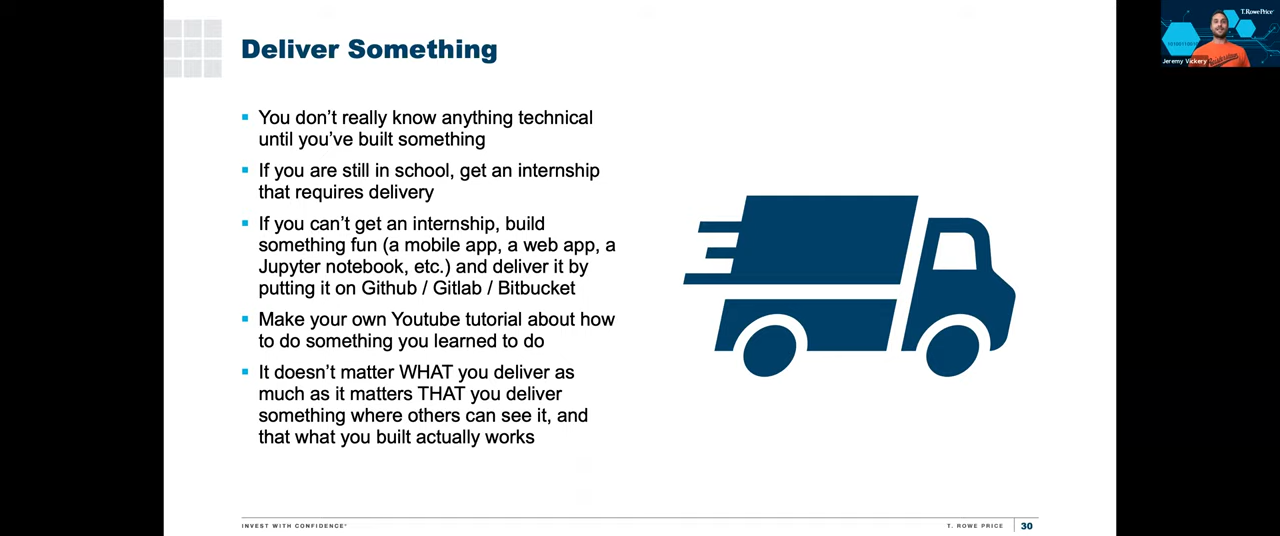 Deliver Something
You don’t really know anything technical
until you’ve built something
If you are still in school, get an internship
that requires delivery
If you can’t get an internship, build
something fun (a mobile app, a web app, a
Jupyter notebook, etc.) and deliver it by
putting it on Github / Gitlab / Bitbucket
Make your own Youtube tutorial about how
to do something you learned to do
It doesn’t matter WHAT you deliver as
much as it matters THAT you deliver
something where others can see it, and
that what you built actually works
INVEST WITH CONFIDENCE®
T. ROWE PRICE
30
T. Rowe Price
Jeremy Vickery